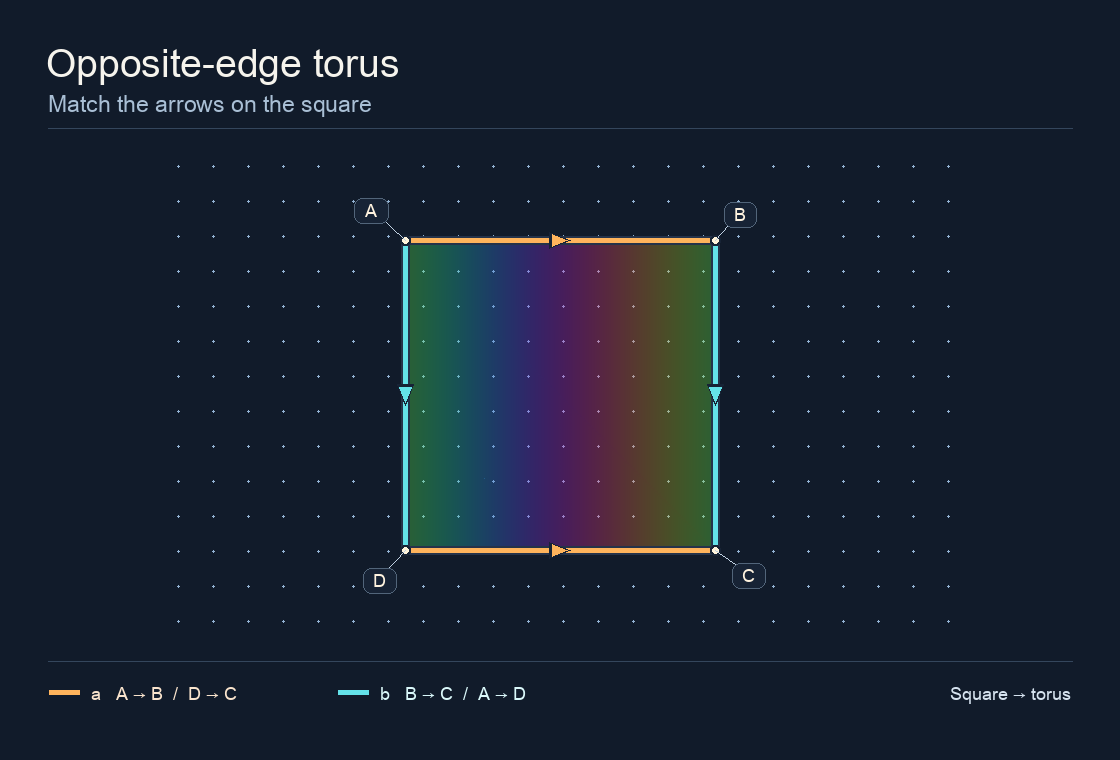 Opposite-edge torus
Match the arrows on the square
A
B
D
C
a A→B / D→C
b B→C / A→D
Square→torus